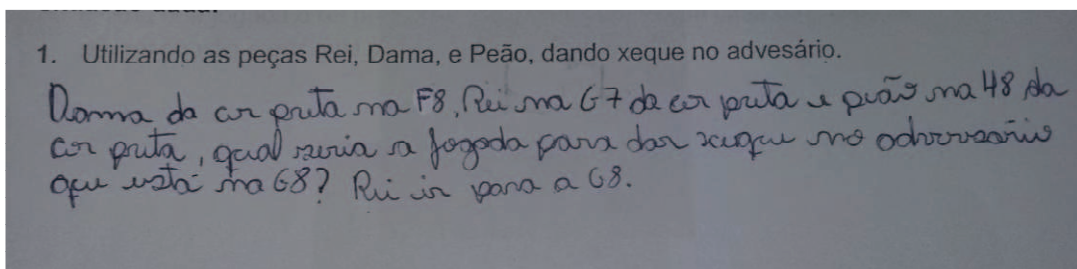 1. Utilizando as peças Rei, Dama, e Peão, dando xeque no advesário.
Dama da cor preta na F8, Rei na G7 da cor preta e peão na H8 da
cor preta, qual seria a jogada para dar xeque no adversário
que está na G8? Rei ir para a G8.